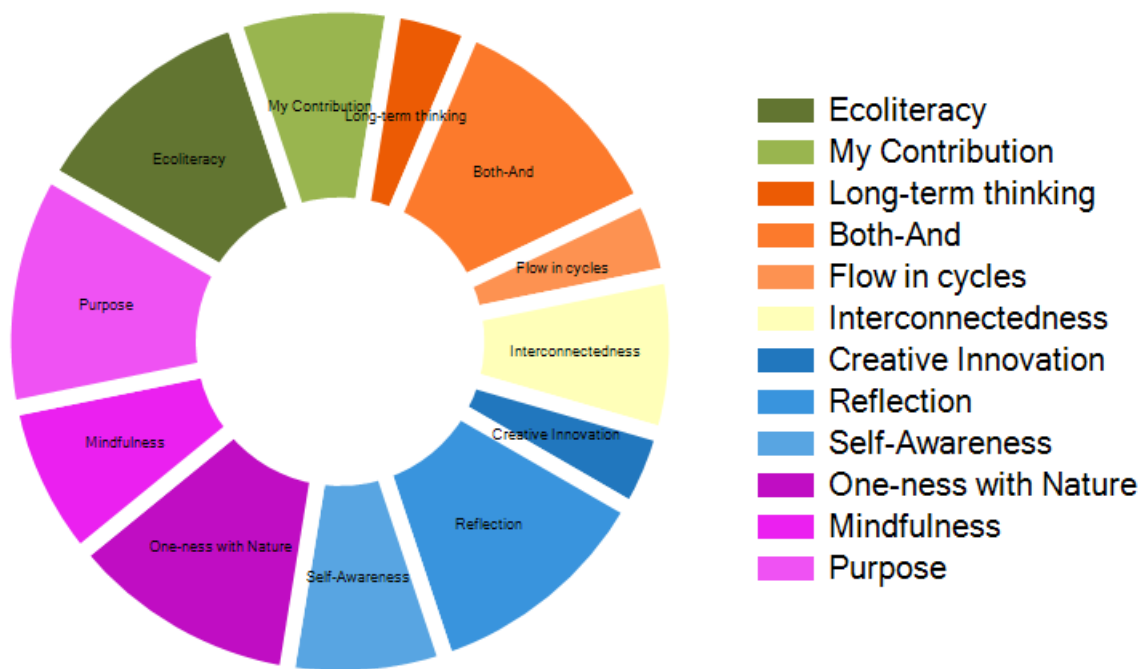 My Contribution
Long-term thinking
Ecoliteracy
Both-And
Flow in cycles
Purpose
Interconnectedness
Mindfulness
Creative Innovation
Reflection
One-ness with Nature
Self-Awareness
Ecoliteracy
My Contribution
Long-term thinking
Both-And
Flow in cycles
Interconnectedness
Creative Innovation
Reflection
Self-Awareness
One-ness with Nature
Mindfulness
Purpose